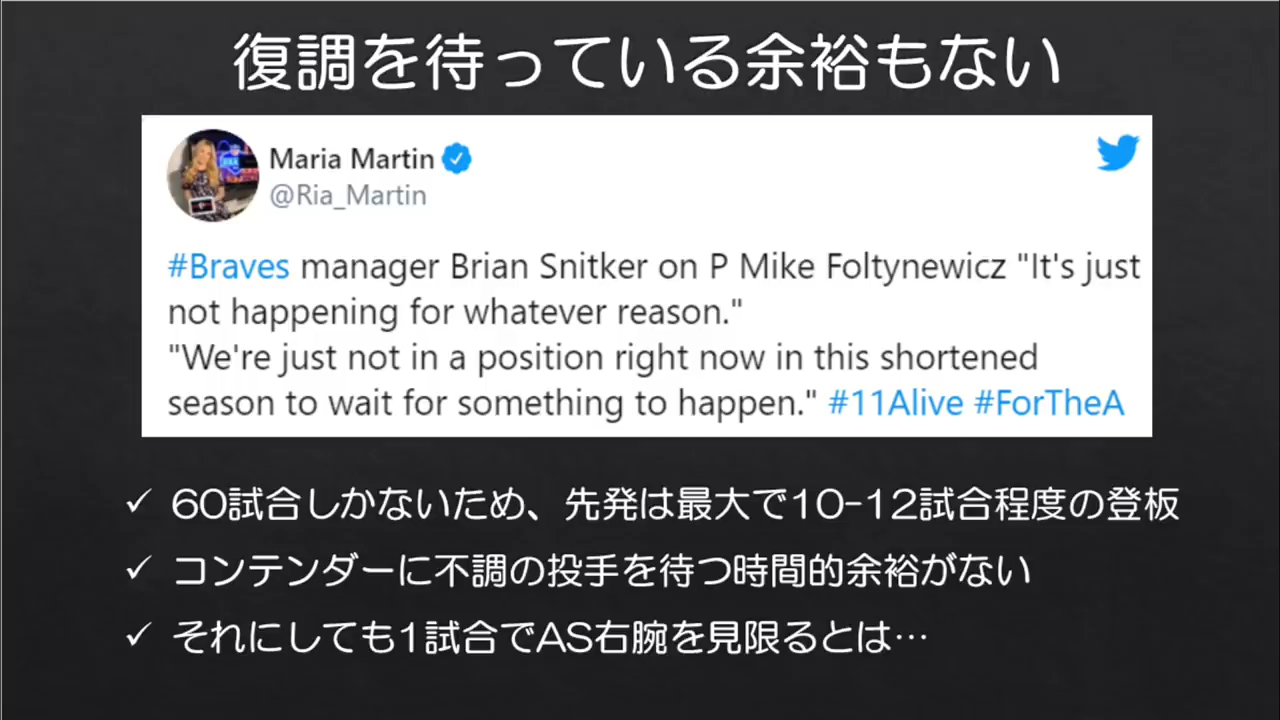 復調を待っている余裕もない
Maria Martin
@Ria_Martin
#Braves manager Brian Snitker on P Mike Foltynewicz "It's just
not happening for whatever reason."
"We're just not in a position right now in this shortened
season to wait for something to happen." #11Alive #ForTheA
✓ 60試合しかないため、先発は最大で10-12試合程度の登板
✓ コンテンダーに不調の投手を待つ時間的余裕がない
✓ それにしても1試合でAS右腕を見限るとは…